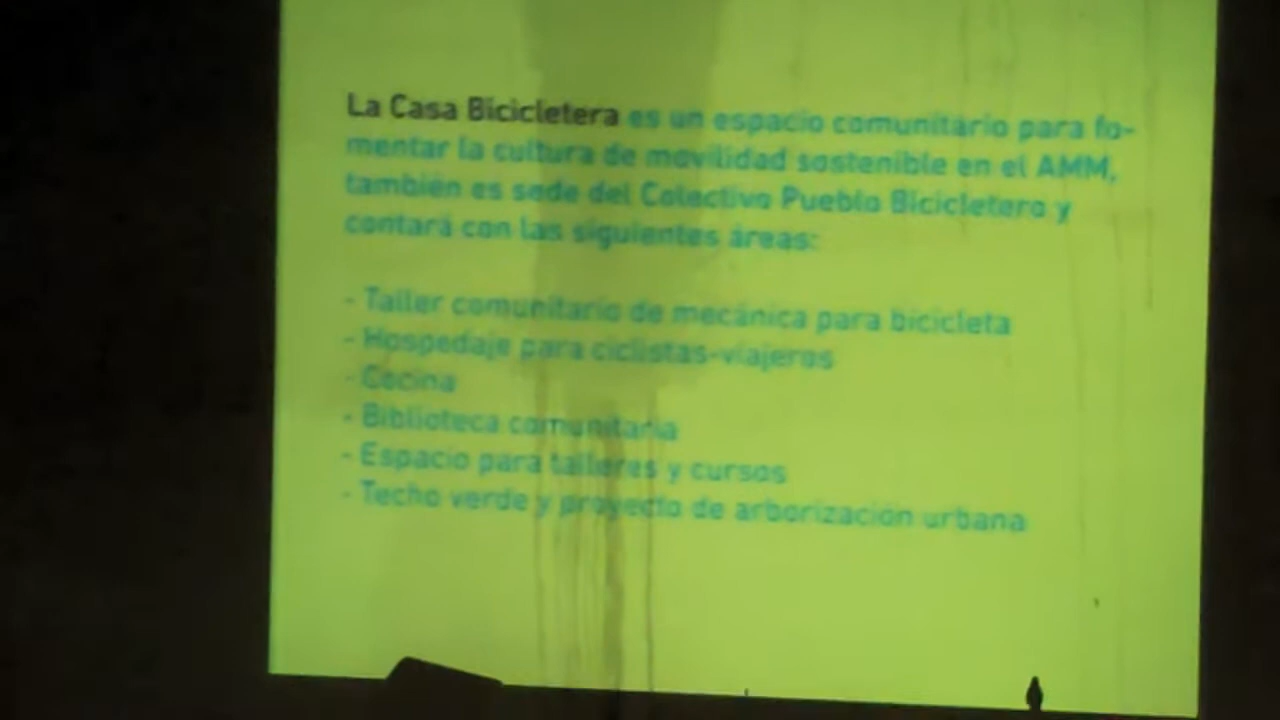 La Casa Bicicletera es un espacio comunitario para fo-
mentar la cultura de movilidad sostenible en el AMM,
también es sede del Colectivo Pueblo Bicicletero y
contará con las siguientes áreas:
- Taller comunitario de mecánica para bicicleta
- Hospedaje para ciclistas-viajeros
- Cocina
- Biblioteca comunitaria
- Espacio para talleres y cursos
- Techo verde y proyecto de arborización urbana